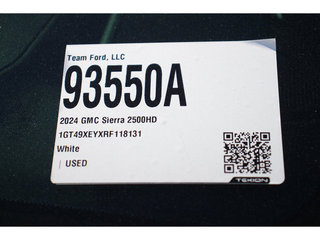 Team Ford, LLC
93550A
2024 GMC Sierra 2500HD
1GT49XEYXRF118131
White
USED
TEKION